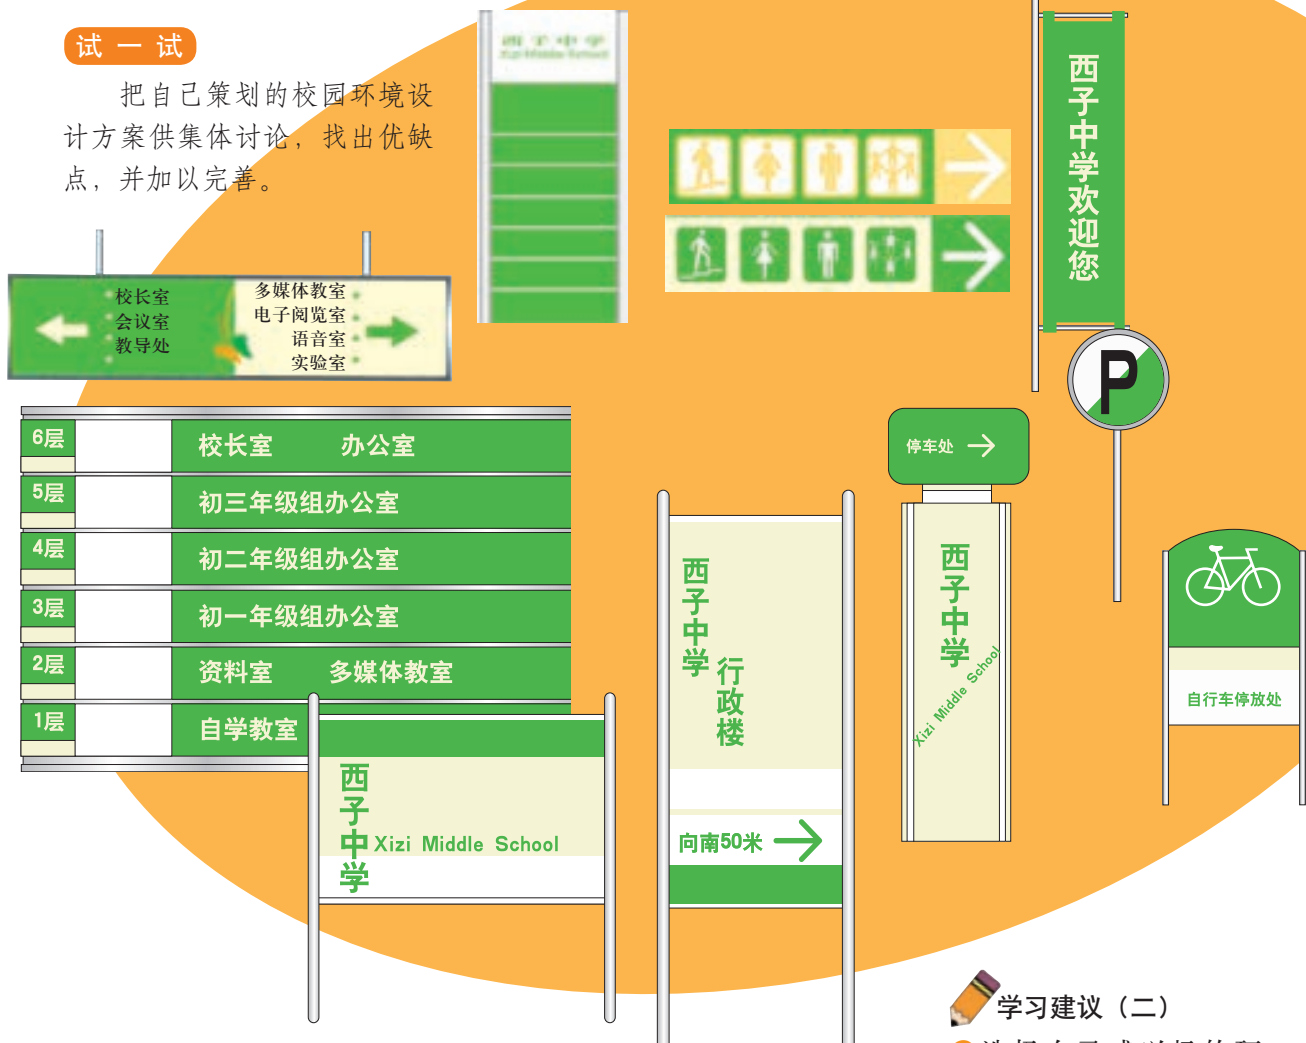 试一试
把自己策划的校园环境设
计方案供集体讨论，找出优缺
点，并加以完善。
西子中学
Xizi Middle School
西子中学欢迎您
校长室
会议室
教导处
多媒体教室
电子阅览室
语音室
实验室
P
6层 校长室 办公室
5层 初三年级组办公室
4层 初二年级组办公室
3层 初一年级组办公室
2层 资料室 多媒体教室
1层 自学教室
停车处
西子中学
Xizi Middle School
自行车停放处
西子中学
行政楼
向南50米
西子中学
Xizi Middle School
学习建议（二）